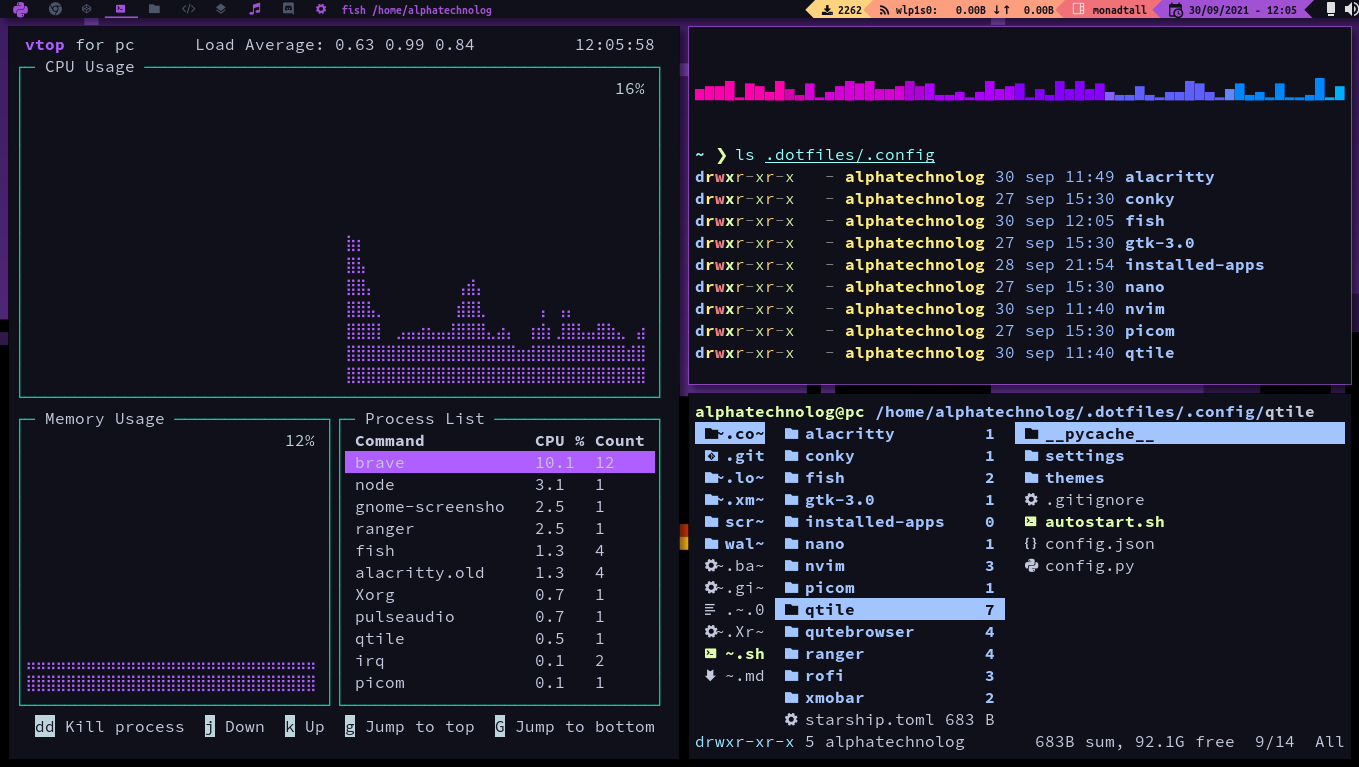 fish /home/alphatechnolog
2262 wlp1s0: 0.00B ↓↑ 0.00B monadtall 30/09/2021 - 12:05
vtop for pc Load Average: 0.63 0.99 0.84 12:05:58
CPU Usage
16%
Memory Usage
12%
Process List
Command CPU % Count
brave 10.1 12
node 3.1 1
gnome-screensho 2.5 1
ranger 2.5 1
fish 1.3 4
alacritty.old 1.3 4
Xorg 0.7 1
pulseaudio 0.7 1
qtile 0.5 1
irq 0.1 2
picom 0.1 1
dd Kill process j Down k Up g Jump to top G Jump to bottom
~ ❯ ls .dotfiles/.config
drwxr-xr-x - alphatechnolog 30 sep 11:49 alacritty
drwxr-xr-x - alphatechnolog 27 sep 15:30 conky
drwxr-xr-x - alphatechnolog 30 sep 12:05 fish
drwxr-xr-x - alphatechnolog 27 sep 15:30 gtk-3.0
drwxr-xr-x - alphatechnolog 28 sep 21:54 installed-apps
drwxr-xr-x - alphatechnolog 27 sep 15:30 nano
drwxr-xr-x - alphatechnolog 30 sep 11:40 nvim
drwxr-xr-x - alphatechnolog 27 sep 15:30 picom
drwxr-xr-x - alphatechnolog 30 sep 11:40 qtile
alphatechnolog@pc /home/alphatechnolog/.dotfiles/.config/qtile
~.co~ alacritty 1 __pycache__
.git conky 1 settings
~.lo~ fish 2 themes
~.xm~ gtk-3.0 1 .gitignore
scr~ installed-apps 0 autostart.sh
wal~ nano 1 config.json
~.ba~ nvim 3 config.py
~.gi~ picom 1
.~.0 qtile 7
~.Xr~ qutebrowser 4
~.sh ranger 4
~.md rofi 3
xmobar 2
starship.toml 683 B
drwxr-xr-x 5 alphatechnolog 683B sum, 92.1G free 9/14 All